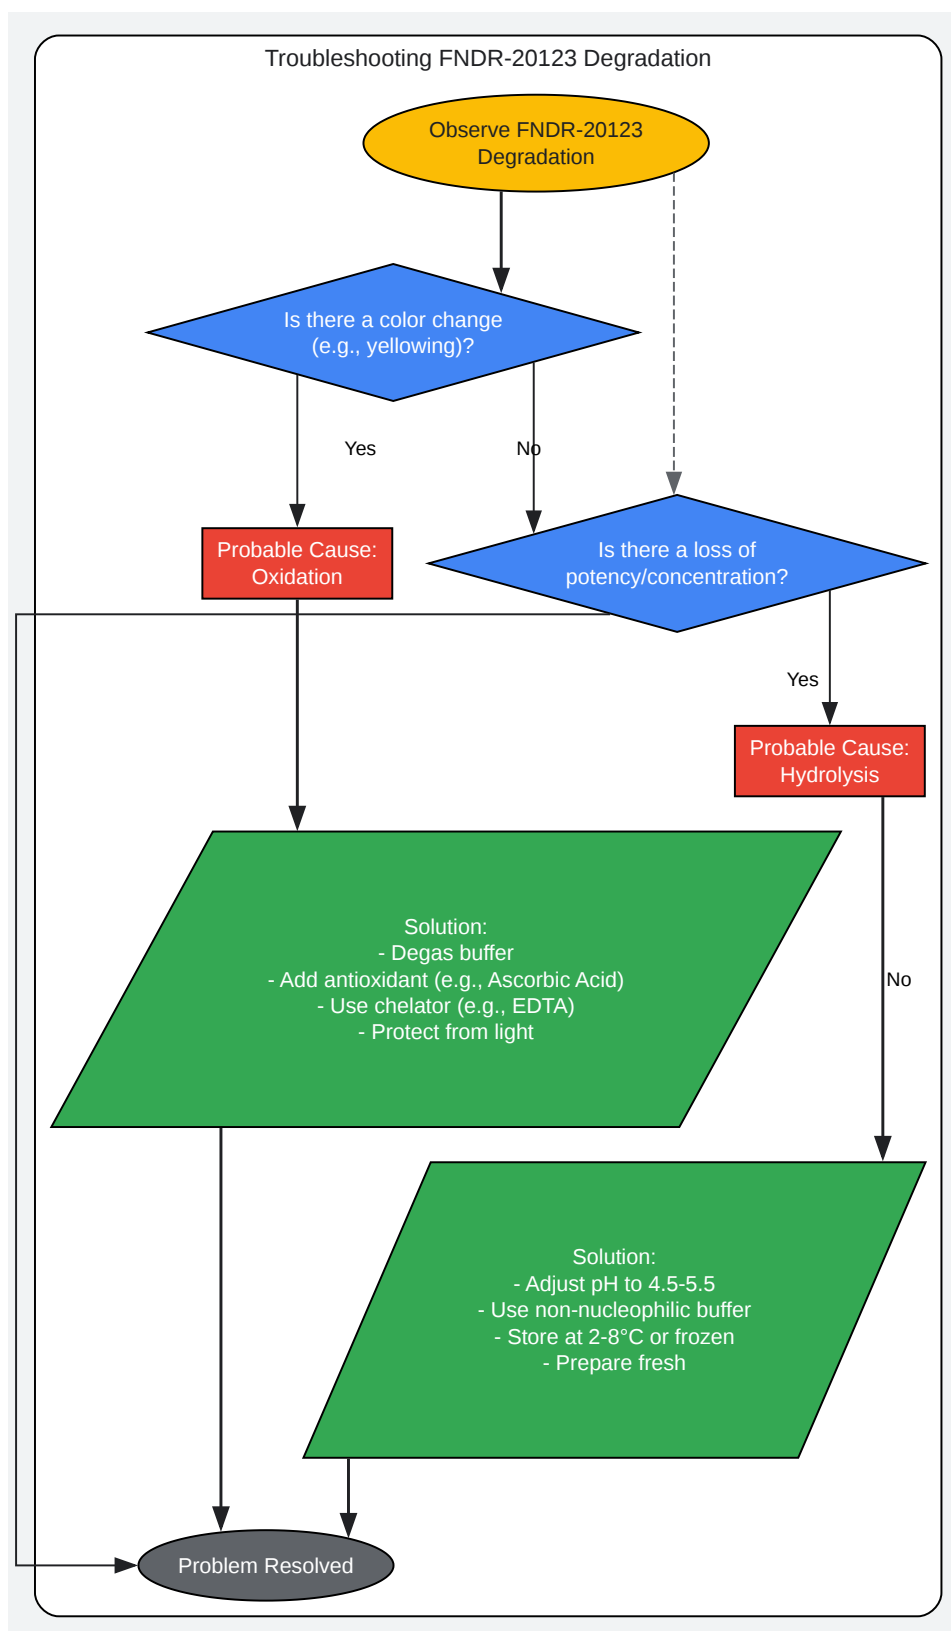 Troubleshooting FNDR-20123 Degradation
Observe FNDR-20123
Degradation
Is there a color change
(e.g., yellowing)?
Yes
No
Probable Cause:
Oxidation
Is there a loss of
potency/concentration?
Yes
Probable Cause:
Hydrolysis
Solution:
- Degas buffer
- Add antioxidant (e.g., Ascorbic Acid)
- Use chelator (e.g., EDTA)
- Protect from light
No
Solution:
- Adjust pH to 4.5-5.5
- Use non-nucleophilic buffer
- Store at 2-8°C or frozen
- Prepare fresh
Problem Resolved